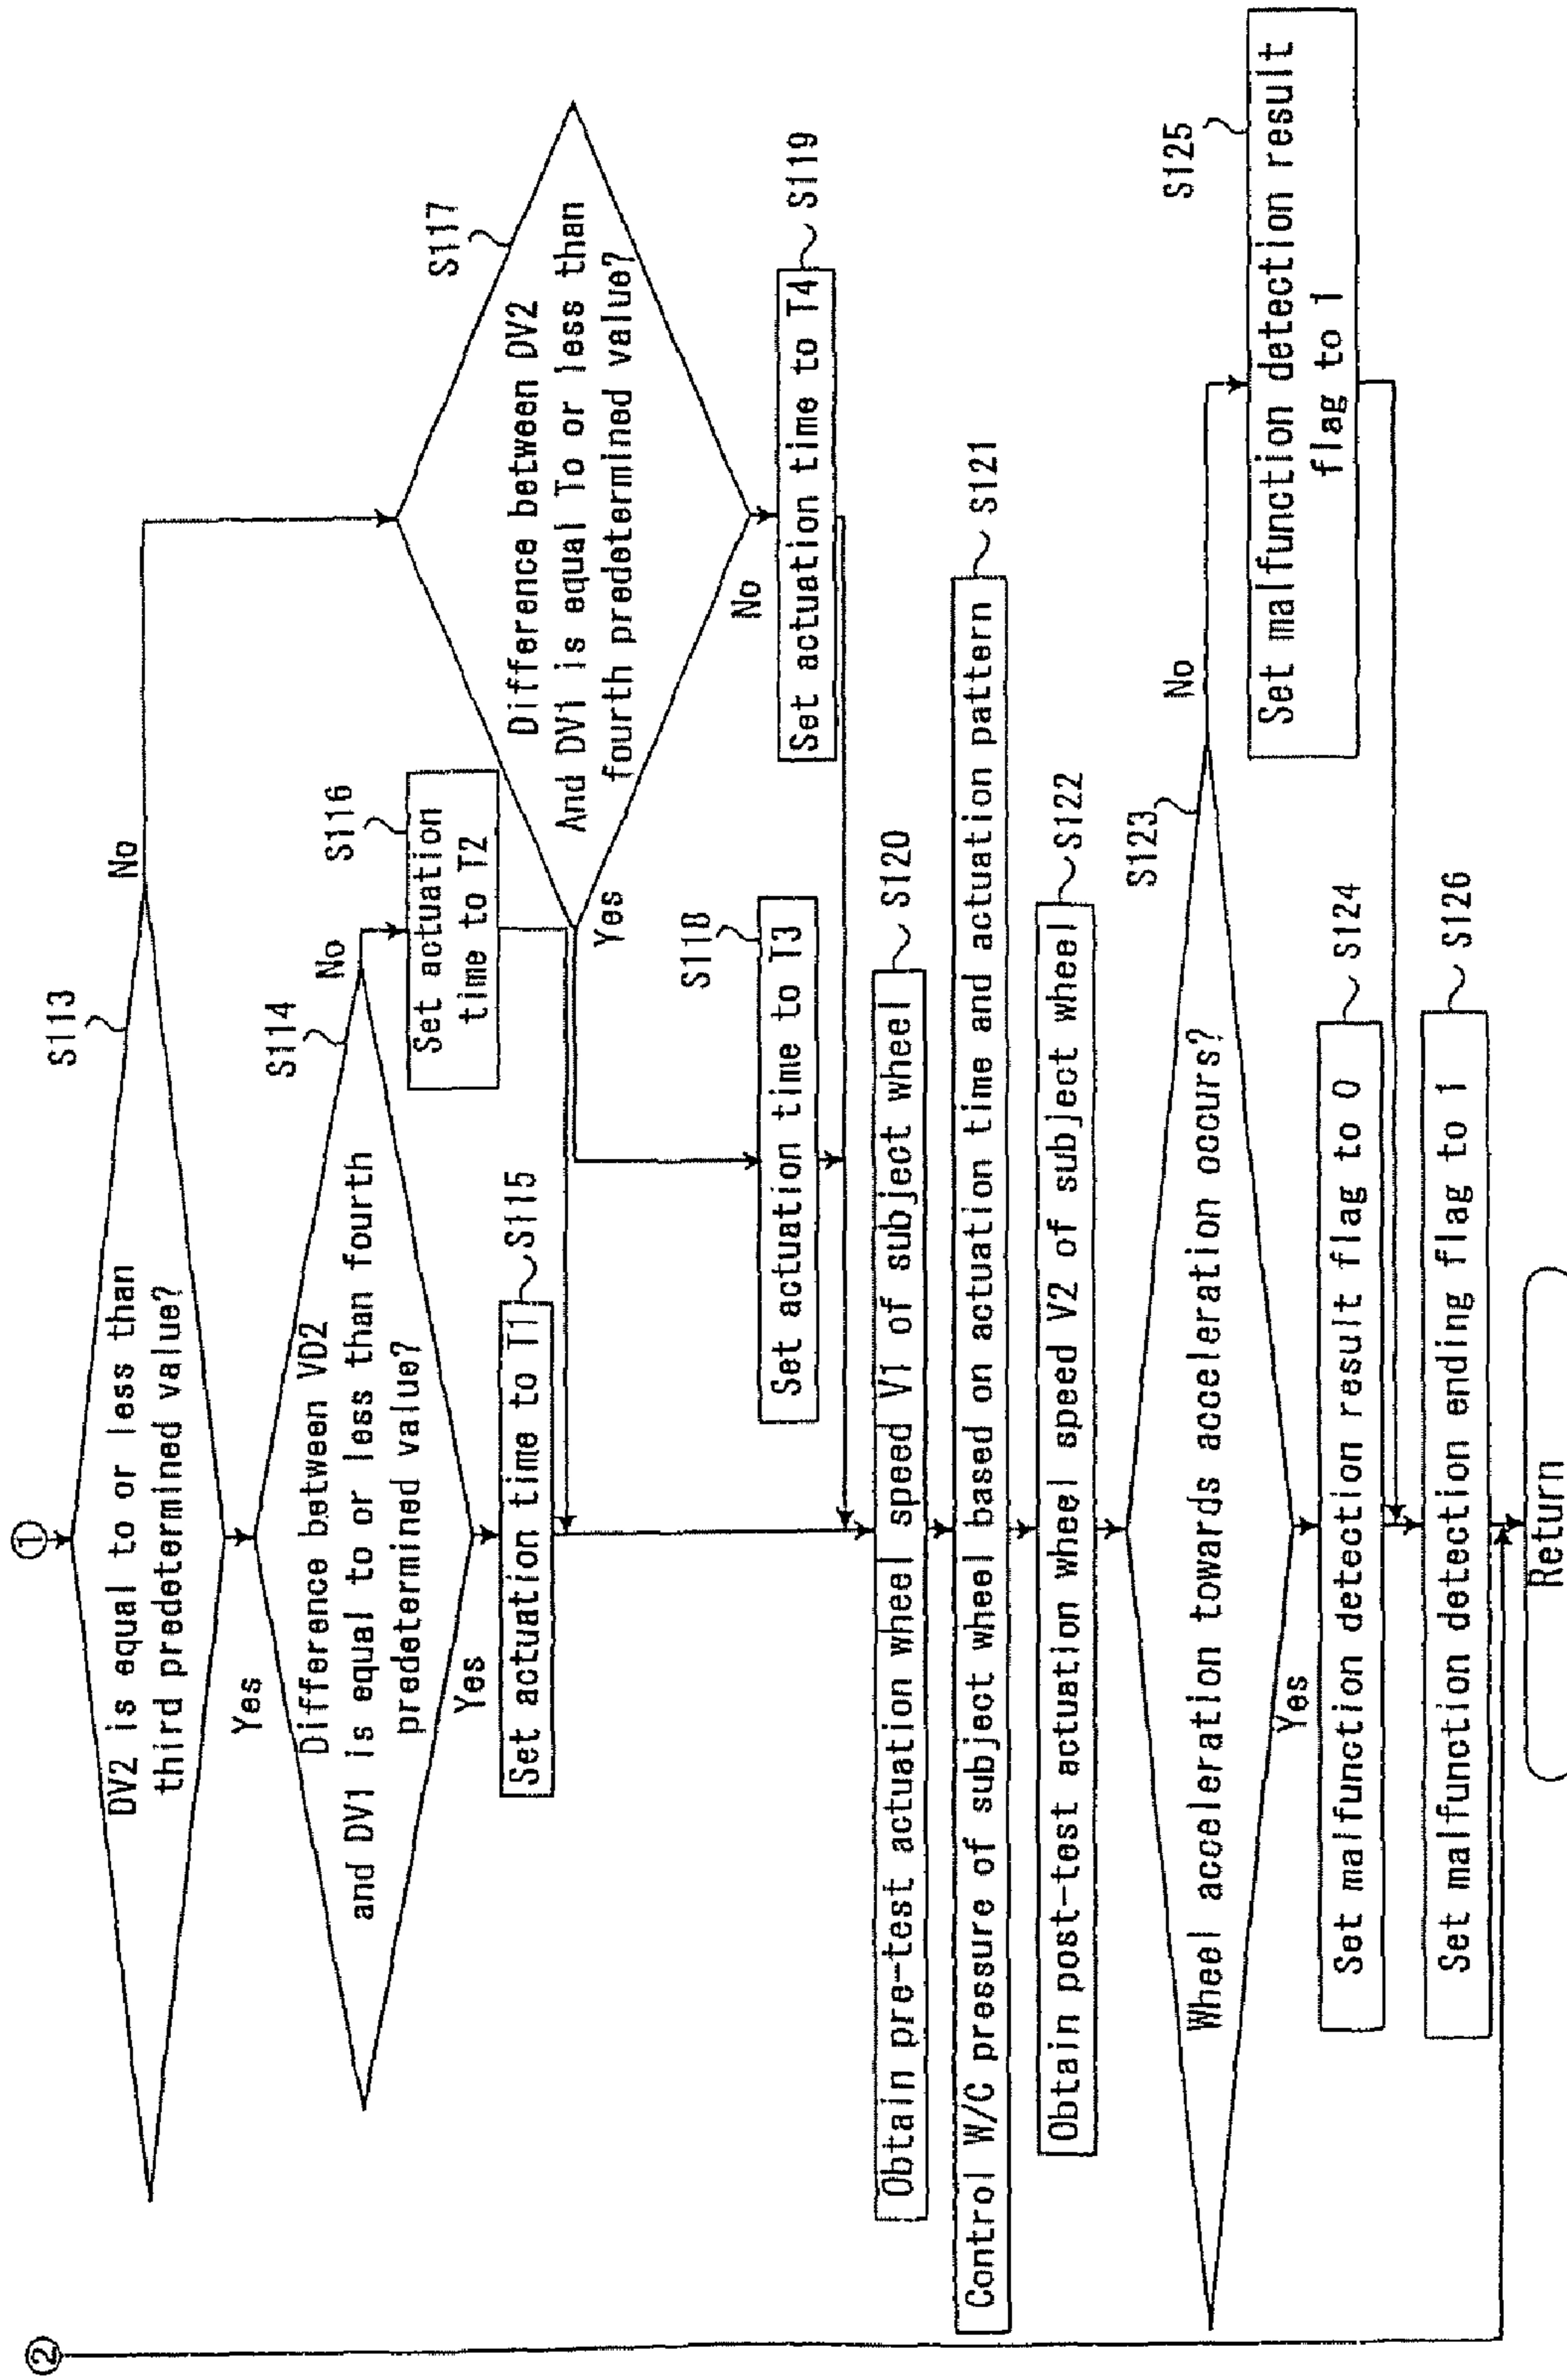 ②
①
S113
DV2 is equal to or less than
third predetermined value?
No
Yes
S114
Difference between VD2
and DV1 is equal to or less than fourth
predetermined value?
No
Yes
S115
Set actuation time to T1
S116
Set actuation
time to T2
S117
Difference between DV2
And DV1 is equal To or less than
fourth predetermined value?
Yes
No
S118
Set actuation time to T3
S119
Set actuation time to T4
S120
Obtain pre-test actuation wheel speed V1 of subject wheel
S121
Control W/C pressure of subject wheel based on actuation time and actuation pattern
S122
Obtain post-test actuation wheel speed V2 of subject wheel
S123
Wheel acceleration towards acceleration occurs?
No
Yes
S124
Set malfunction detection result flag to 0
S125
Set malfunction detection result
flag to 1
S126
Set malfunction detection ending flag to 1
Return